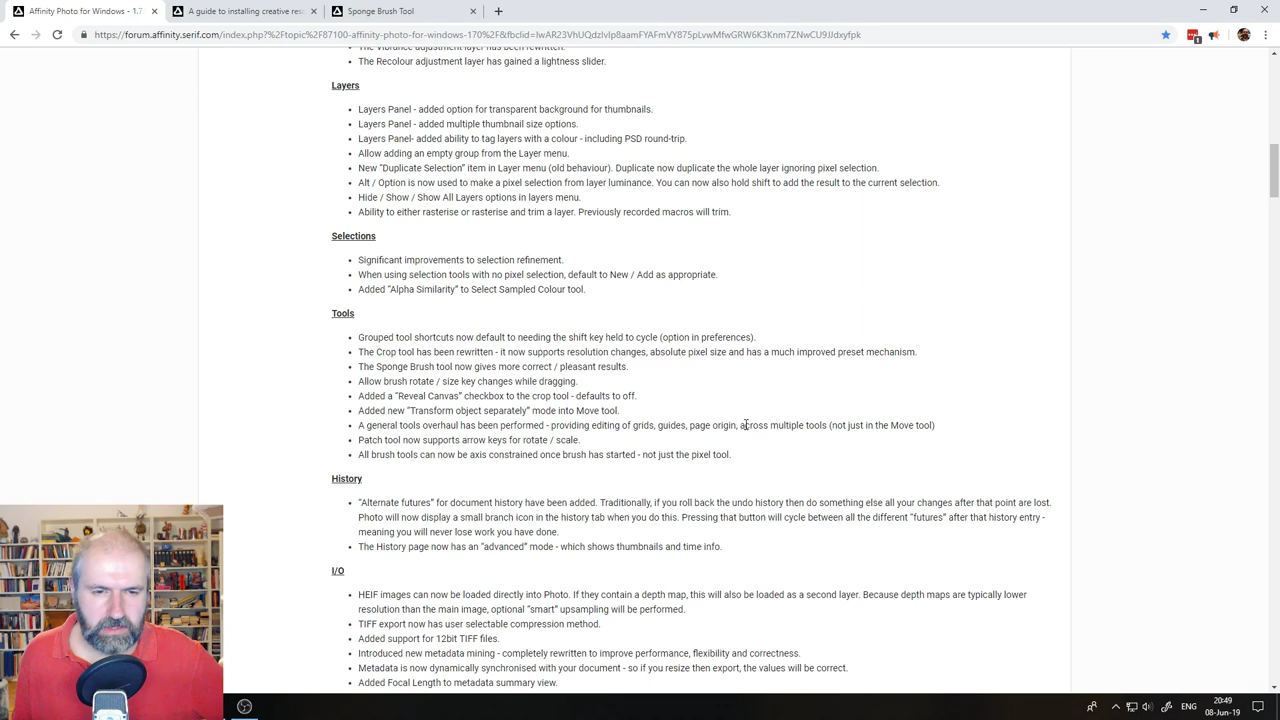 Affinity Photo for Windows - 1.7.
A guide to installing creative reso
Sponge Brush Tool
https://forum.affinity.serif.com/index.php?%2Ftopic%2F87100-affinity-photo-for-windows-170%2F&fbclid=IwAR23VhUQdzlvIp8aamFYAFmVY875pLvwMfwGRW6K3Knm7ZNwCU9JJdxyfpk
1
The Vibrance adjustment layer has been rewritten.
• The Recolour adjustment layer has gained a lightness slider.
Layers
• Layers Panel - added option for transparent background for thumbnails.
• Layers Panel - added multiple thumbnail size options.
• Layers Panel- added ability to tag layers with a colour - including PSD round-trip.
• Allow adding an empty group from the Layer menu.
• New “Duplicate Selection” item in Layer menu (old behaviour). Duplicate now duplicate the whole layer ignoring pixel selection.
• Alt / Option is now used to make a pixel selection from layer luminance. You can now also hold shift to add the result to the current selection.
• Hide / Show / Show All Layers options in layers menu.
• Ability to either rasterise or rasterise and trim a layer. Previously recorded macros will trim.
Selections
• Significant improvements to selection refinement.
• When using selection tools with no pixel selection, default to New / Add as appropriate.
• Added “Alpha Similarity” to Select Sampled Colour tool.
Tools
• Grouped tool shortcuts now default to needing the shift key held to cycle (option in preferences).
• The Crop tool has been rewritten - it now supports resolution changes, absolute pixel size and has a much improved preset mechanism.
• The Sponge Brush tool now gives more correct / pleasant results.
• Allow brush rotate / size key changes while dragging.
• Added a “Reveal Canvas” checkbox to the crop tool - defaults to off.
• Added new “Transform object separately” mode into Move tool.
• A general tools overhaul has been performed - providing editing of grids, guides, page origin, across multiple tools (not just in the Move tool)
• Patch tool now supports arrow keys for rotate / scale.
• All brush tools can now be axis constrained once brush has started - not just the pixel tool.
History
• “Alternate futures” for document history have been added. Traditionally, if you roll back the undo history then do something else all your changes after that point are lost.
Photo will now display a small branch icon in the history tab when you do this. Pressing that button will cycle between all the different “futures” after that history entry -
meaning you will never lose work you have done.
• The History page now has an “advanced” mode - which shows thumbnails and time info.
I/O
• HEIF images can now be loaded directly into Photo. If they contain a depth map, this will also be loaded as a second layer. Because depth maps are typically lower
resolution than the main image, optional “smart” upsampling will be performed.
• TIFF export now has user selectable compression method.
• Added support for 12bit TIFF files.
• Introduced new metadata mining - completely rewritten to improve performance, flexibility and correctness.
• Metadata is now dynamically synchronised with your document - so if you resize then export, the values will be correct.
• Added Focal Length to metadata summary view.
ENG
20:49
08-Jun-19